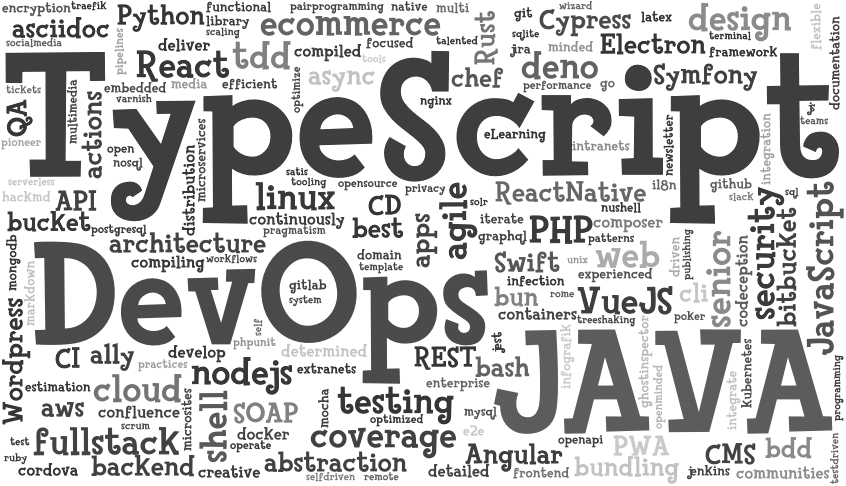 encryption
traefik
Python
functional
library
scaling
pairprogramming
native
multi
git
wizard
Cypress
latex
design
flexible
asciidoc
socialmedia
pipelines
deliver
tdd
ecommerce
compiled
focused
talented
Rust
sqlite
jira
minded
Electron
terminal
framework
documentation
React
tools
async
chef
deno
performance
go
Symfony
tickets
QA
multimedia
actions
embedded
media
varnish
efficient
optimize
nginx
TypeScript
eLearning
intranets
newsletter
integration
js
teams
pioneer
open
nosql
distribution
microservices
serverless
hacKmd
API
satis
tooling
linux
opensource
privacy
CD
agile
solr
ReactNative
i18n
nushell
github
slack
sql
bucket
postgresql
continuously
pragmatism
best
apps
iterate
graphql
PHP
composer
patterns
security
bitbucket
JavaScript
mongodb
markdown
architecture
compiling
workflows
domain
template
Swift
unix
web
experienced
driven
publishing
senior
codeception
DevOps
gitlab
system
infection
bun
rome
containers
VueJS
treeshaking
cli
poker
Wordpress
self
phpunit
CI
ally
develop
practices
determined
REST
jest
bash
infografik
ghostinspector
openminded
JAVA
kubernetes
integrate
programming
estimation
cloud
nodejs
extranets
enterprise
aws
confluence
scrum
microsites
shell
SOAP
docker
operate
mocha
testing
optimized
mysql
e2e
test
fullstack
ruby
cordova
backend
creative
coverage
abstraction
selfdriven
remote
detailed
Angular
frontend
openapi
PWA
bundling
CMS
jenkins
bdd
communities
testdriven